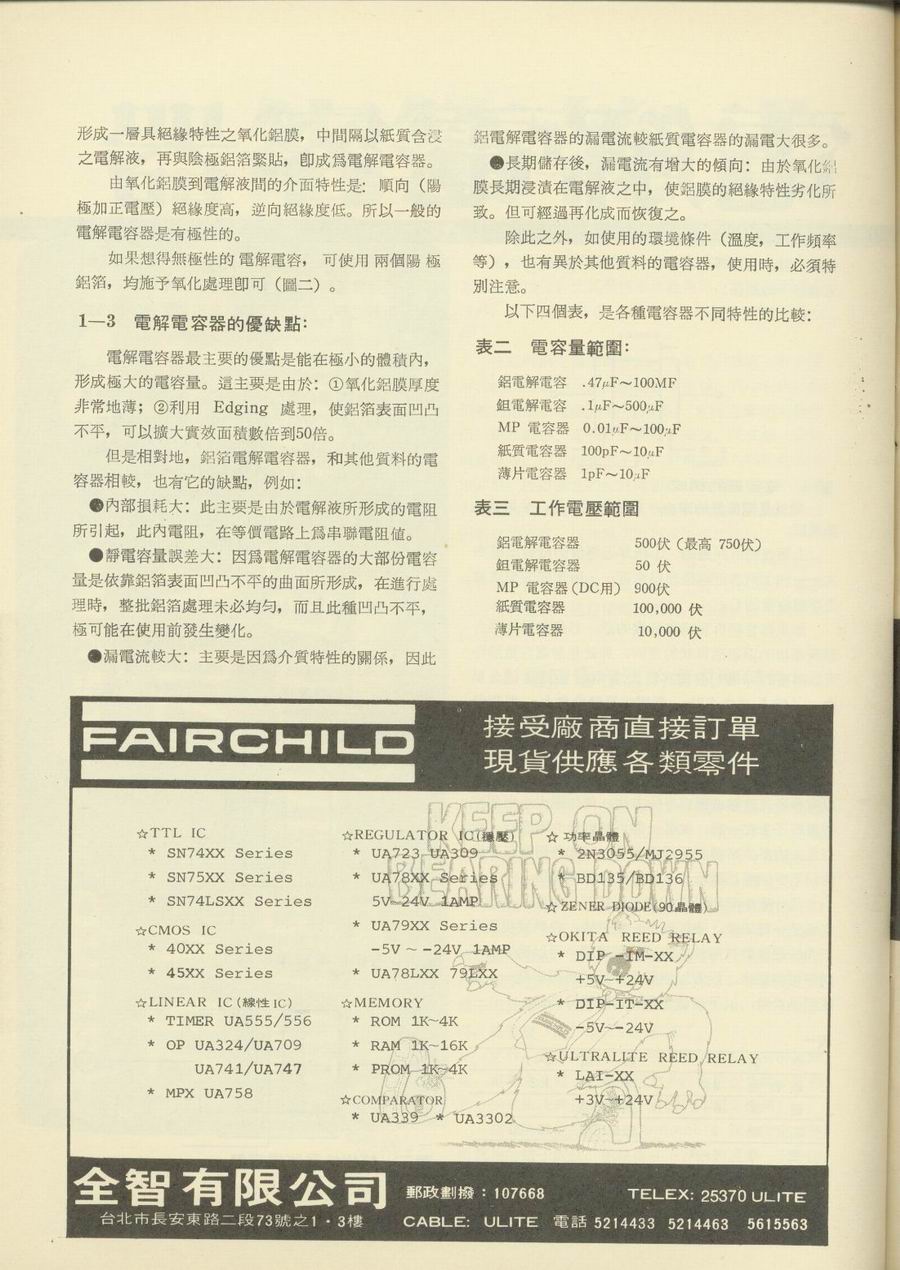 形成一層具絕緣特性之氧化鋁膜，中間隔以紙質含浸
之電解液，再與陰極鋁箔緊貼，卽成爲電解電容器。
由氧化鋁膜到電解液間的介面特性是：順向（陽
極加正電壓）絕緣度高，逆向絕緣度低。所以一般的
電解電容器是有極性的。
如果想得無極性的電解電容，可使用兩個陽極
鋁箔，均施予氧化處理卽可（圖二）。
1—3 電解電容器的優缺點：
電解電容器最主要的優點是能在極小的體積內，
形成極大的電容量。這主要是由於：①氧化鋁膜厚度
非常地薄；②利用 Edging 處理，使鋁箔表面凹凸
不平，可以擴大實效面積數倍到50倍。
但是相對地，鋁箔電解電容器，和其他質料的電
容器相較，也有它的缺點，例如：
●內部損耗大：此主要是由於電解液所形成的電阻
所引起，此內電阻，在等價電路上爲串聯電阻値。
●靜電容量誤差大：因爲電解電容器的大部份電容
量是依靠鋁箔表面凹凸不平的曲面所形成，在進行處
理時，整批鋁箔處理未必均勻，而且此種凹凸不平，
極可能在使用前發生變化。
●漏電流較大：主要是因爲介質特性的關係，因此
鋁電解電容器的漏電流較紙質電容器的漏電大很多。
●長期儲存後，漏電流有增大的傾向：由於氧化鋁
膜長期浸漬在電解液之中，使鋁膜的絕緣特性劣化所
致。但可經過再化成而恢復之。
除此之外，如使用的環境條件（溫度，工作頻率
等），也有異於其他質料的電容器，使用時，必須特
別注意。
以下四個表，是各種電容器不同特性的比較：
表二 電容量範圍：
鋁電解電容 .47μF～100MF
鉭電解電容 .1μF～500μF
MP 電容器 0.01μF～100μF
紙質電容器 100pF～10μF
薄片電容器 1pF～10μF
表三 工作電壓範圍
鋁電解電容器 500伏（最高 750伏）
鉭電解電容器 50 伏
MP 電容器(DC用) 900伏
紙質電容器 100,000 伏
薄片電容器 10,000 伏
FAIRCHILD
接受廠商直接訂單
現貨供應各類零件
KEEP ON
BEARING DOWN
☆TTL IC
* SN74XX Series
* SN75XX Series
* SN74LSXX Series
☆CMOS IC
* 40XX Series
* 45XX Series
☆LINEAR IC(線性IC)
* TIMER UA555/556
* OP UA324/UA709
UA741/UA747
* MPX UA758
☆REGULATOR IC(穩壓)
* UA723 UA309
* UA78XX Series
5V~24V 1AMP
* UA79XX Series
-5V ~ -24V 1AMP
* UA78LXX 79LXX
☆MEMORY
* ROM 1K~4K
* RAM 1K~16K
* PROM 1K~4K
☆COMPARATOR
* UA339 * UA3302
☆ 功率晶體
* 2N3055/MJ2955
* BD135/BD136
☆ZENER DIODE(90晶體)
☆OKITA REED RELAY
* DIP -IM-XX
+5V~+24V
* DIP-IT-XX
-5V~-24V
☆ULTRALITE REED RELAY
* LAI-XX
+3V~+24V
全智有限公司
台北市長安東路二段73號之1・3樓
郵政劃撥：107668 TELEX: 25370 ULITE
CABLE: ULITE 電話 5214433 5214463 5615563